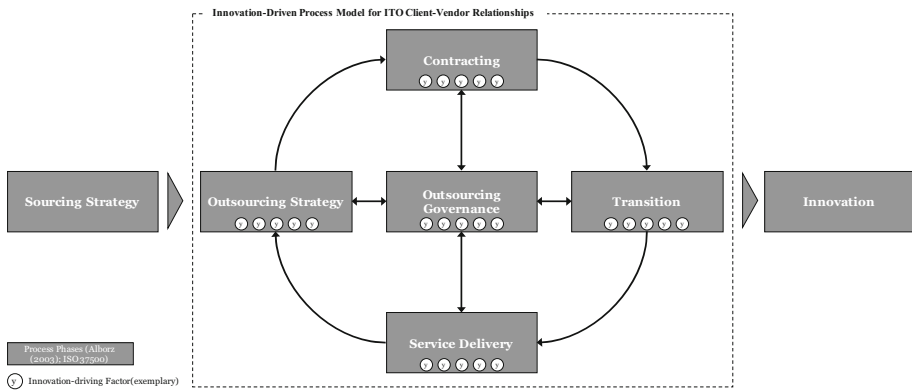 Innovation-Driven Process Model for ITO Client-Vendor Relationships
Contracting
y y y y y
Sourcing Strategy
Outsourcing Strategy
y y y y y
Outsourcing
Governance
y y y y y
Transition
y y y y y
Innovation
Service Delivery
y y y y y
Process Phases (Alborz
(2003); ISO37500)
y Innovation-driving Factor(exemplary)